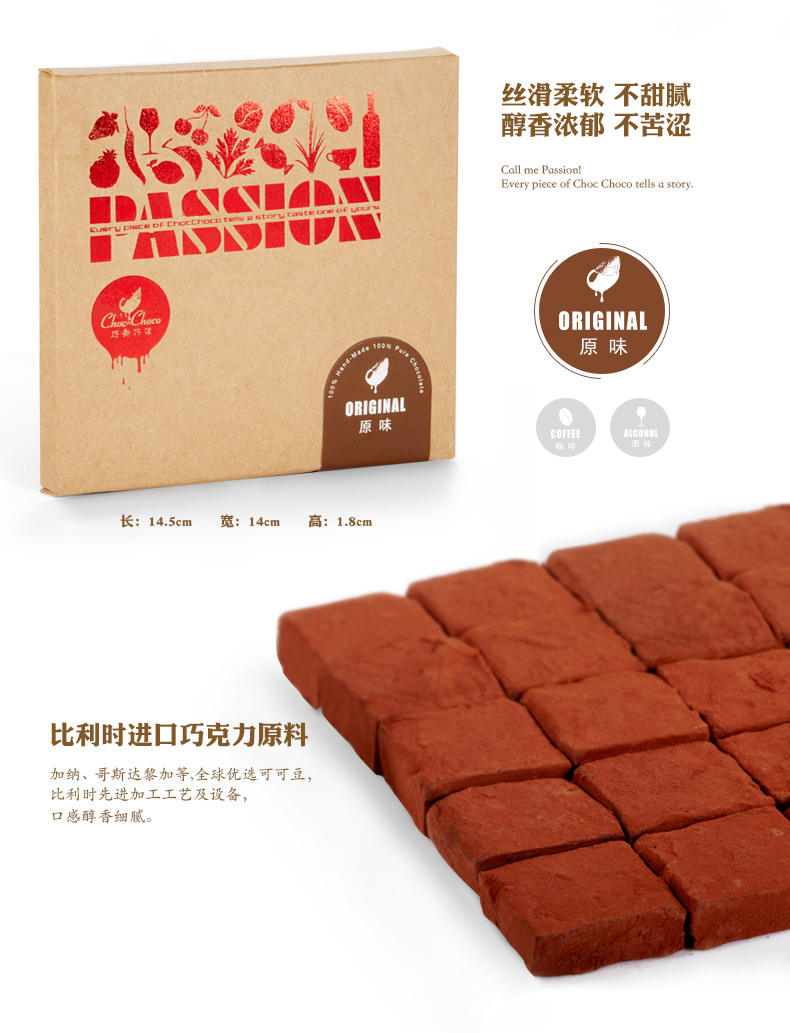 丝滑柔软 不甜腻
醇香浓郁 不苦涩
Call me Passion!
Every piece of Choc Choco tells a story.
PASSION
Every piece of ChocChoco tells a story, taste one of yours
Choc·Choco
巧兔巧克
100% Hand-Made 100% Pure Chocolate
ORIGINAL
原味
ORIGINAL
原味
COFFEE
咖啡
ALCOHOL
酒味
长：14.5cm 宽：14cm 高：1.8cm
比利时进口巧克力原料
加纳、哥斯达黎加等,全球优选可可豆，
比利时先进加工工艺及设备，
口感醇香细腻。